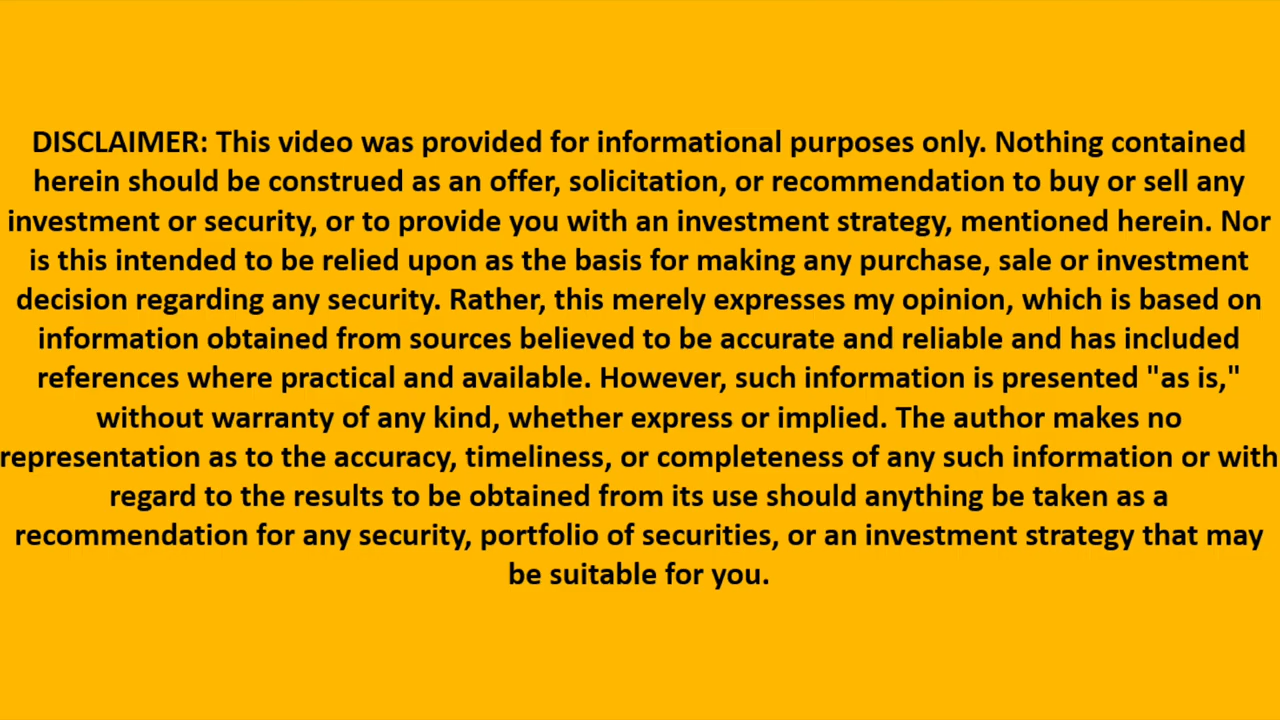 DISCLAIMER: This video was provided for informational purposes only. Nothing contained
herein should be construed as an offer, solicitation, or recommendation to buy or sell any
investment or security, or to provide you with an investment strategy, mentioned herein. Nor
is this intended to be relied upon as the basis for making any purchase, sale or investment
decision regarding any security. Rather, this merely expresses my opinion, which is based on
information obtained from sources believed to be accurate and reliable and has included
references where practical and available. However, such information is presented "as is,"
without warranty of any kind, whether express or implied. The author makes no
representation as to the accuracy, timeliness, or completeness of any such information or with
regard to the results to be obtained from its use should anything be taken as a
recommendation for any security, portfolio of securities, or an investment strategy that may
be suitable for you.